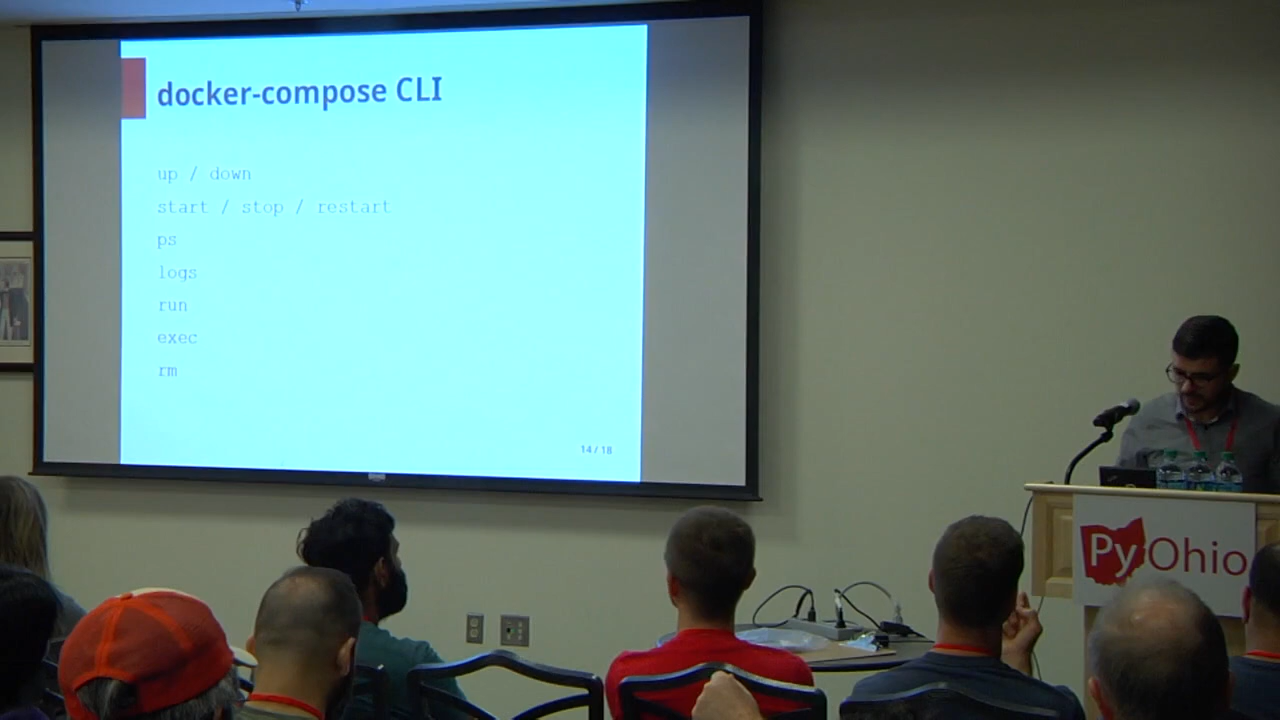 docker-compose CLI
up / down
start / stop / restart
ps
logs
run
exec
rm
14 / 18
PyOhio